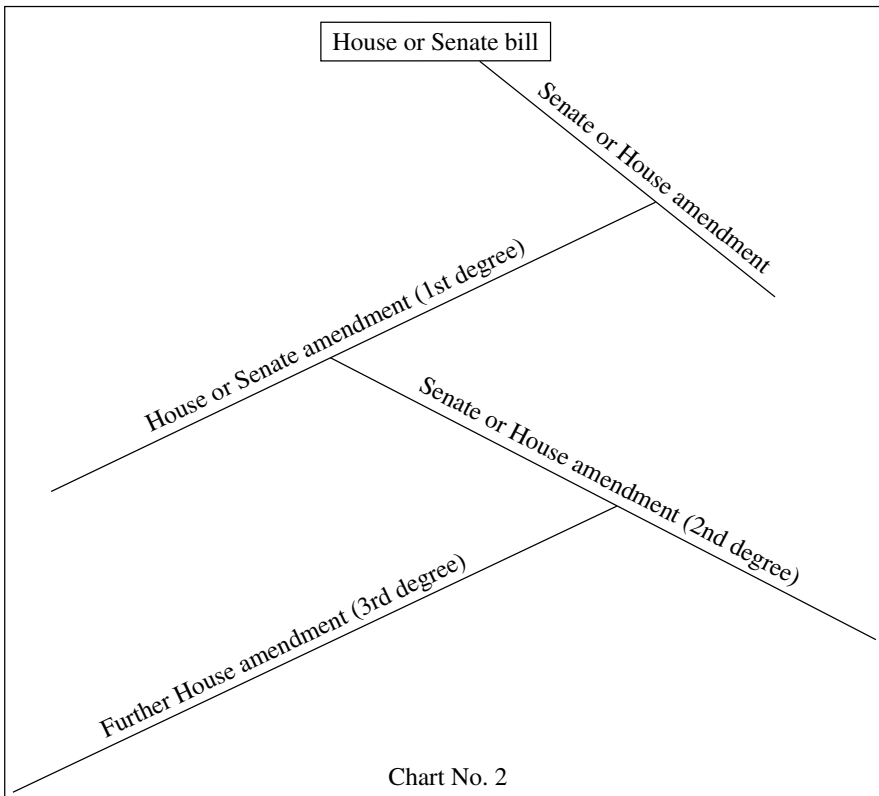 House or Senate bill
Senate or House amendment
House or Senate amendment (1st degree)
Senate or House amendment (2nd degree)
Further House amendment (3rd degree)
Chart No. 2